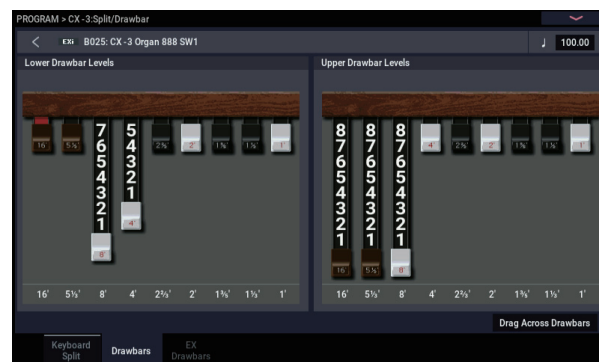 PROGRAM > CX-3:Split/Drawbar
EXi B025: CX-3 Organ 888 SW1 ♩ 100.00
Lower Drawbar Levels
7 5
6 4
5 3
4 2
3 1
2
1
16' 5⅓' 2⅔' 2' 1⅗' 1⅓' 1'
4'
8'
16' 5⅓' 8' 4' 2⅔' 2' 1⅗' 1⅓' 1'
Upper Drawbar Levels
8 8 8
7 7 7
6 6 6
5 5 5
4 4 4
3 3 3
2 2 2
1 1 1
4' 2⅔' 2' 1⅗' 1⅓' 1'
16' 5⅓' 8'
16' 5⅓' 8' 4' 2⅔' 2' 1⅗' 1⅓' 1'
Drag Across Drawbars
Keyboard Split
Drawbars
EX Drawbars